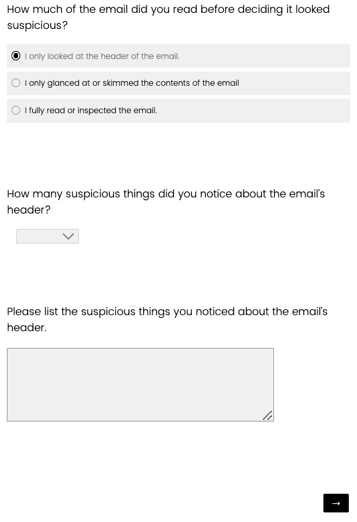 How much of the email did you read before deciding it looked
suspicious?
I only looked at the header of the email.
I only glanced at or skimmed the contents of the email
I fully read or inspected the email.
How many suspicious things did you notice about the email's
header?
Please list the suspicious things you noticed about the email's
header.
→